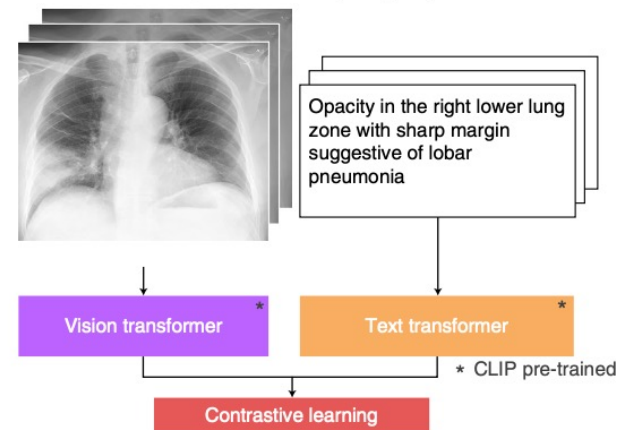 Opacity in the right lower lung
zone with sharp margin
suggestive of lobar
pneumonia
Vision transformer *
Text transformer *
* CLIP pre-trained
Contrastive learning